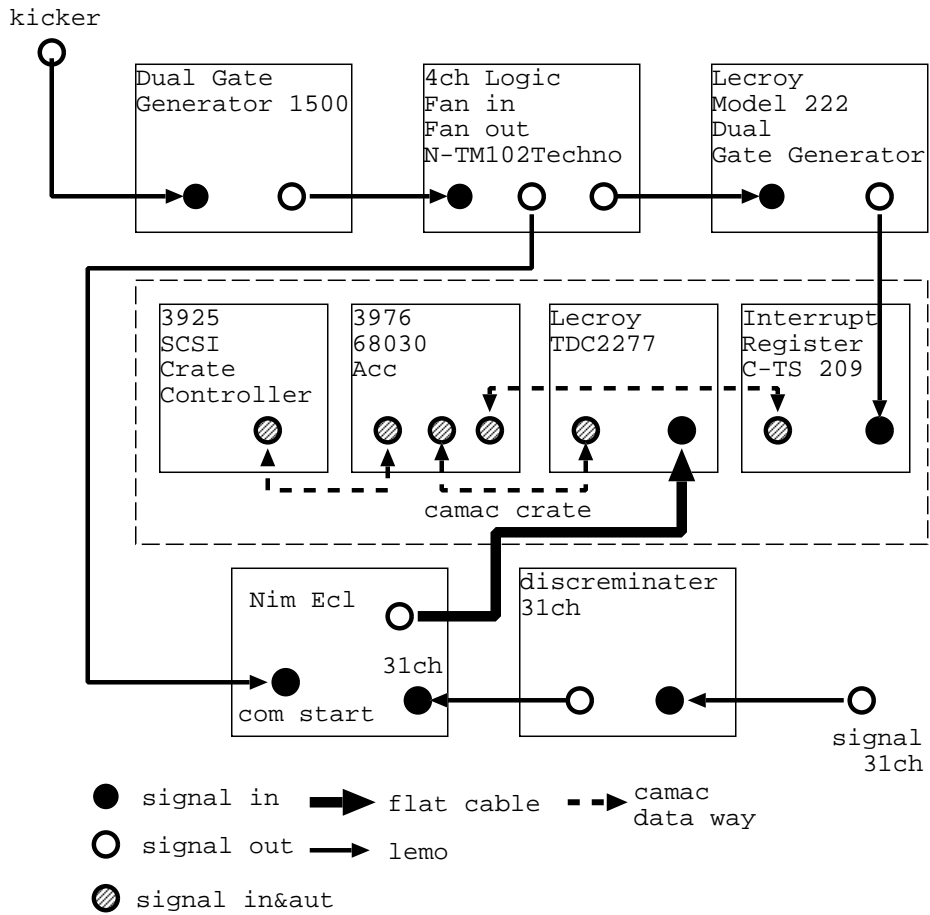 kicker
Dual Gate
Generator 1500
4ch Logic
Fan in
Fan out
N-TM102Techno
Lecroy
Model 222
Dual
Gate Generator
3925
SCSI
Crate
Controller
3976
68030
Acc
Lecroy
TDC2277
Interrupt
Register
C-TS 209
camac crate
Nim Ecl
31ch
com start
discreminater
31ch
signal
31ch
signal in
flat cable
camac
data way
signal out
lemo
signal in&aut